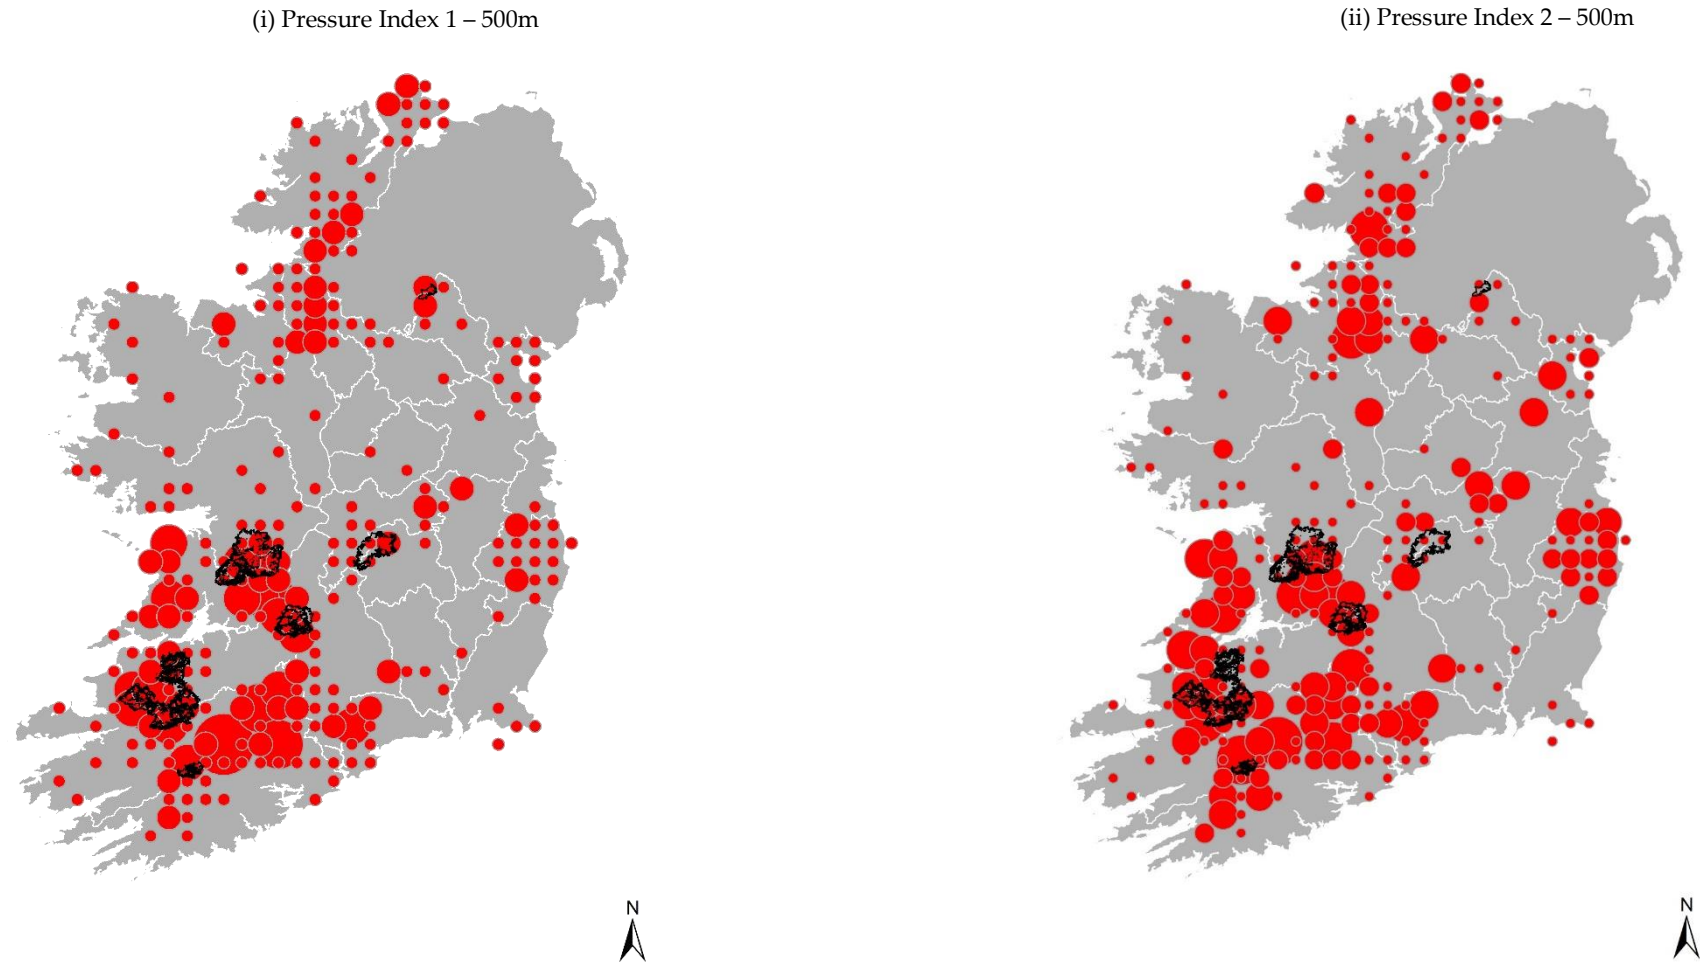 (i) Pressure Index 1 – 500m
(ii) Pressure Index 2 – 500m
N
N